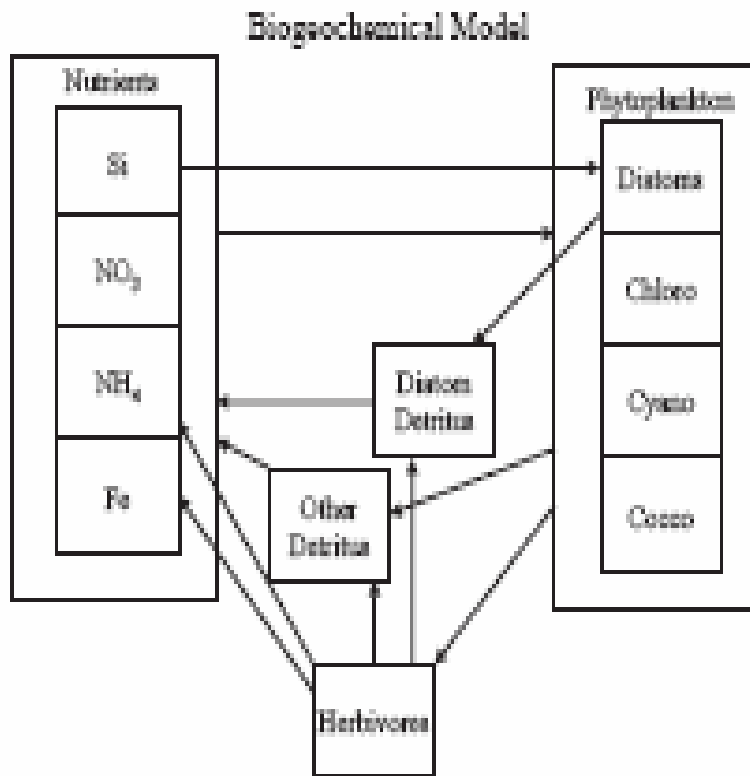 Biogeochemical Model
Nutrients
Si
NO3
NH4
Fe
Phytoplankton
Diatoms
Chloro
Cyano
Cocco
Diatom
Detritus
Other
Detritus
Herbivores